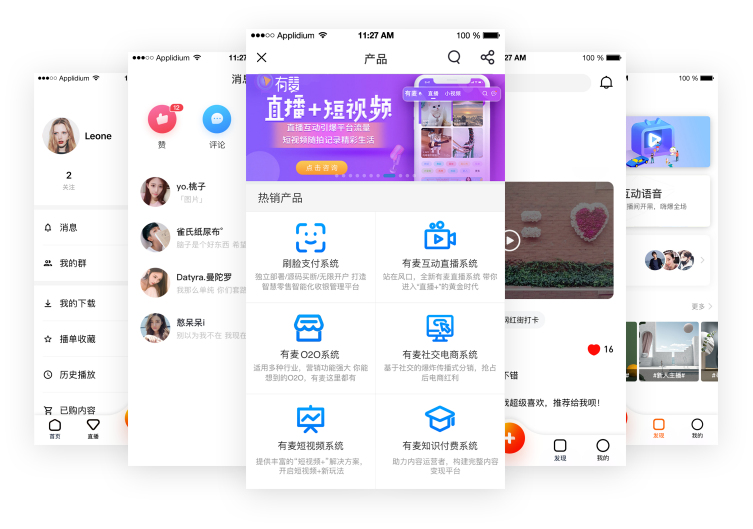 Applidium
Leone
2
关注
消息
我的群
我的下载
播单收藏
历史播放
已购内容
首页
直播
Applidium
11:27
消息
12
赞
评论
yo.桃子
「图片」
雀氏纸尿布°
脑子是个好东西 希望
Datyra.曼陀罗
我那么单纯 你们套路
憨呆呆i
别以为我不在 我现在
Applidium
11:27 AM
100 %
产品
有麦
直播+短视频
直播互动引爆平台流量
短视频随拍记录精彩生活
点击咨询
有麦
直播
小视频
热销产品
刷脸支付系统
独立部署/源码买断/无限开户 打造
智慧零售智能化收银管理平台
有麦互动直播系统
站在风口，全新有麦直播系统 带你
进入“直播+”的黄金时代
有麦O2O系统
适用多种行业，营销功能强大 你能
想到的O2O，有麦这里都有
有麦社交电商系统
基于社交的爆炸传播式分销，抢占
后电商红利
有麦短视频系统
提供丰富的“短视频+”解决方案，
开启短视频+新玩法
有麦知识付费系统
助力内容运营者，构建完整内容
变现平台
27 AM
100 %
网红街打卡
16
不错
我超级喜欢，推荐给我呗！
发现
我的
100 %
互动语音
播间开黑，嗨爆全场
更多
#新人主播#
发现
我的